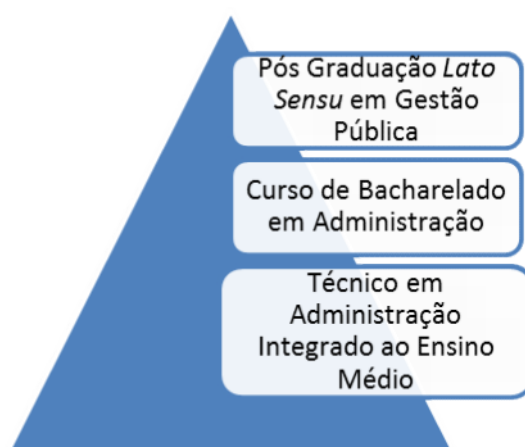 Pós Graduação Lato
Sensu em Gestão
Pública
Curso de Bacharelado
em Administração
Técnico em
Administração
Integrado ao Ensino
Médio